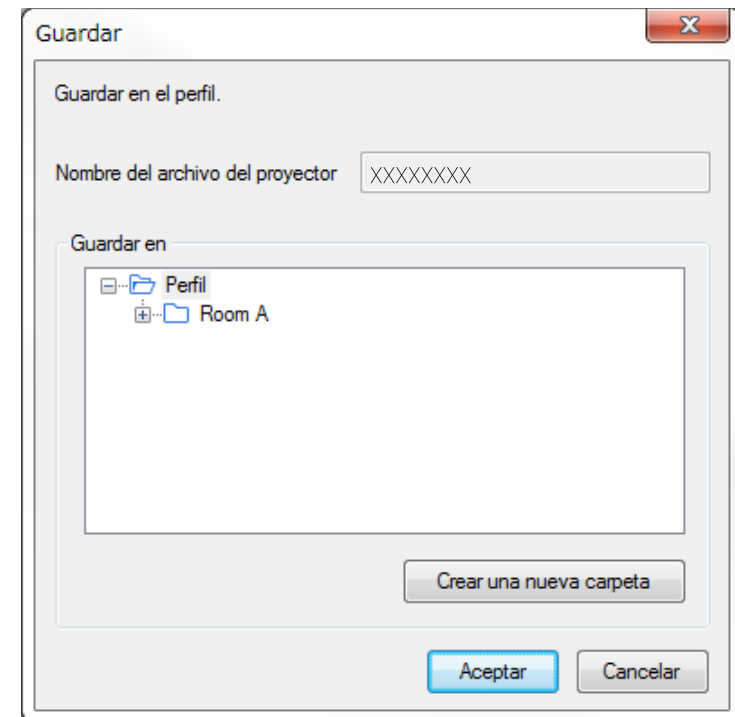 Guardar
Guardar en el perfil.
Nombre del archivo del proyector XXXXXXXX
Guardar en
Perfil
Room A
Crear una nueva carpeta
Aceptar Cancelar